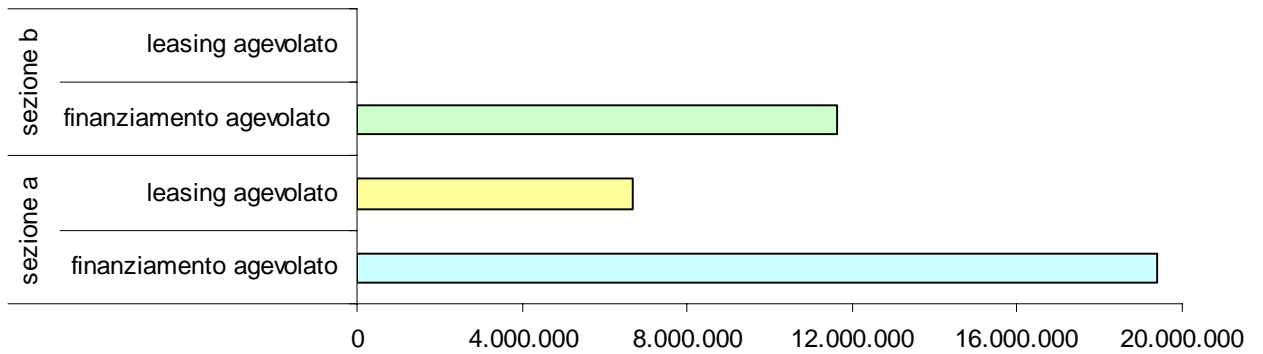 sezione b
leasing agevolato
finanziamento agevolato
sezione a
leasing agevolato
finanziamento agevolato
0 4.000.000 8.000.000 12.000.000 16.000.000 20.000.000